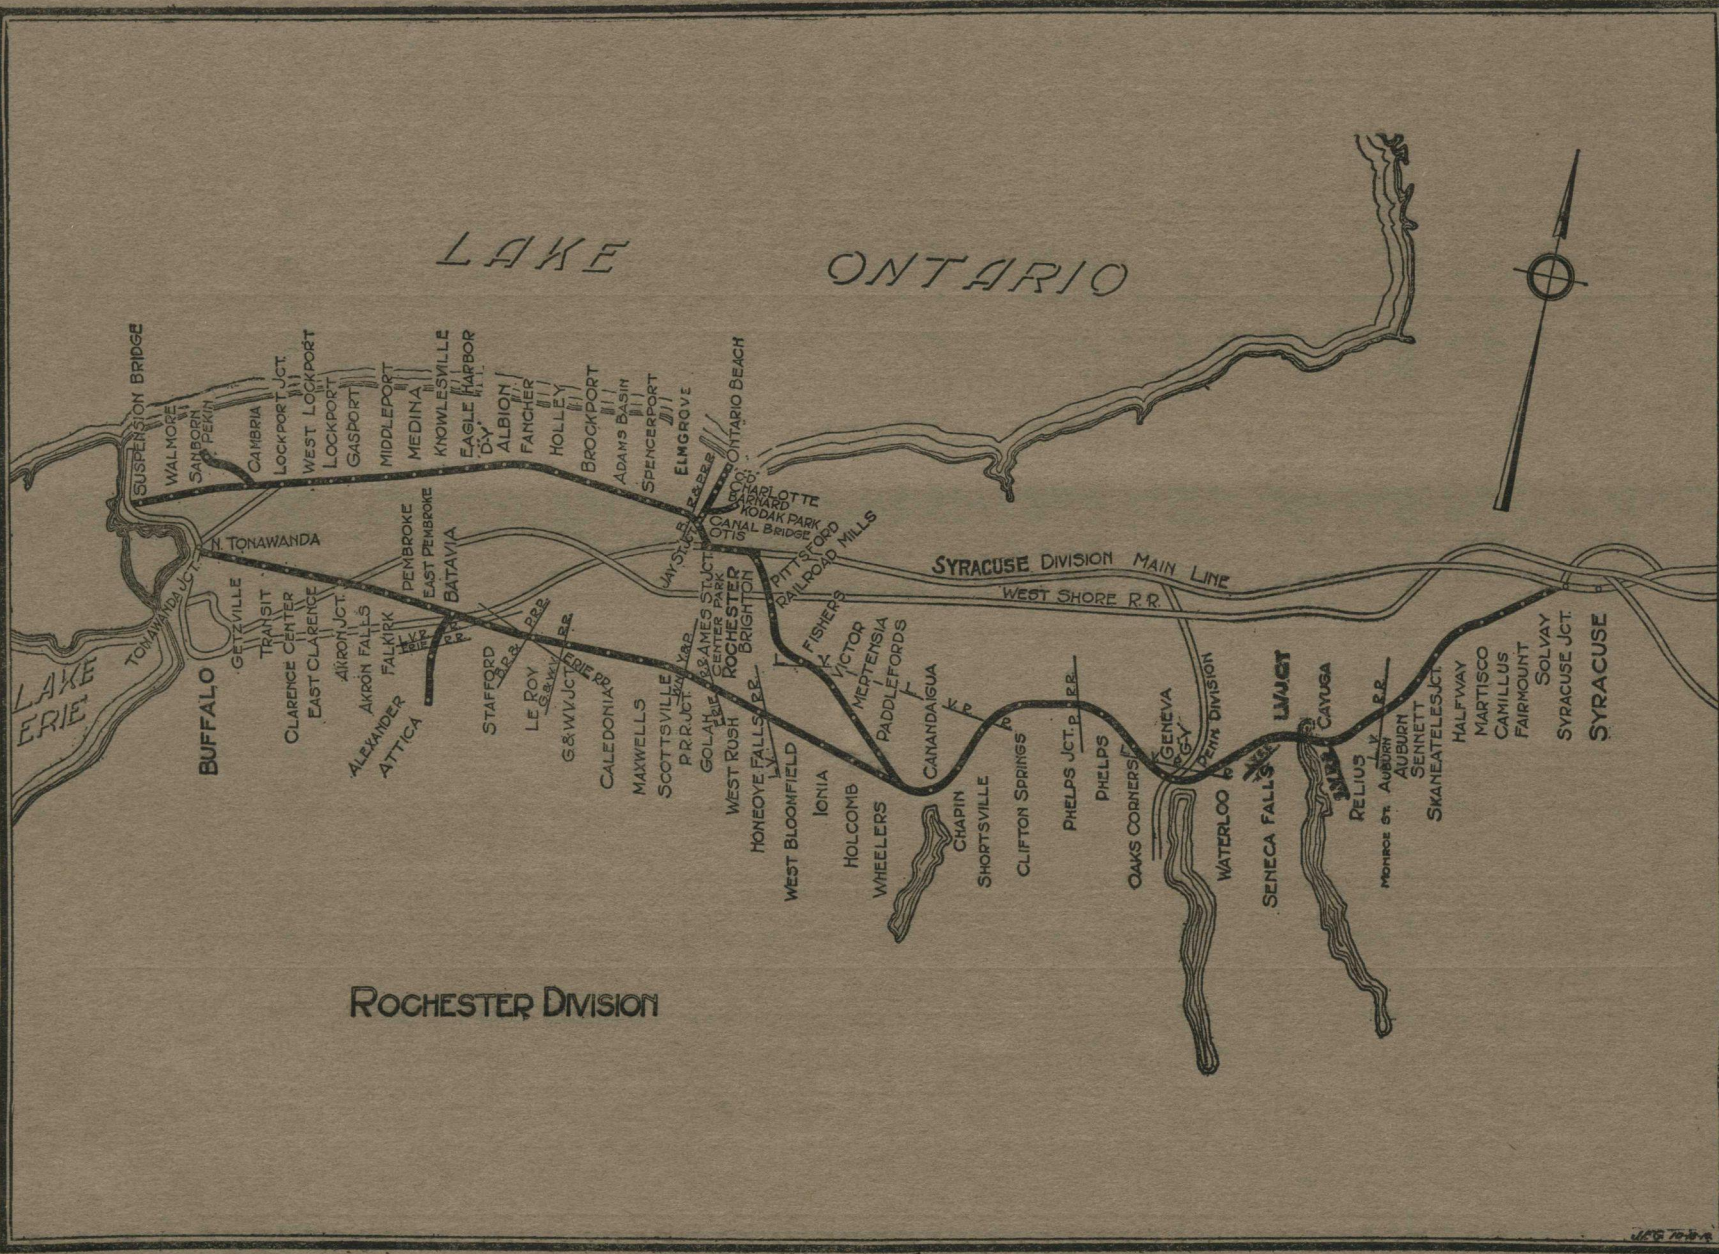 LAKE ONTARIO
SUSPENSION BRIDGE
WALMORE
SANBORN
PEKIN
CAMBRIA
LOCKPORT JCT.
WEST LOCKPORT
LOCKPORT
GASPORT
MIDDLEPORT
MEDINA
KNOWLESVILLE
EAGLE HARBOR
D-Y
ALBION
FANCHER
HOLLEY
BROCKPORT
ADAMS BASIN
SPENCERPORT
ELMGROVE
ONTARIO BEACH
CHARLOTTE
BARNARD
KODAK PARK
CANAL BRIDGE
OTIS
JAY ST. JCT.
PITTSFORD
RAILROAD MILLS
FISHERS
VICTOR
MERTENSIA
PADDLEFORDS
SYRACUSE DIVISION MAIN LINE
WEST SHORE R.R.
N. TONAWANDA
TONAWANDA JCT.
LAKE
ERIE
BUFFALO
GETZVILLE
TRANSIT
CLARENCE CENTER
EAST CLARENCE
AKRON JCT.
AKRON FALLS
FALKIRK
PEMBROKE
EAST PEMBROKE
BATAVIA
ALEXANDER
ATTICA
STAFFORD
LE ROY
G.&W.V. JCT.
ERIE R.R.
CALEDONIA
MAXWELLS
SCOTTSVILLE
P.R.R. JCT.
GOLAH
AMES ST. JCT.
CENTER PARK
ROCHESTER
BRIGHTON
WEST RUSH
HONEOYE FALLS
WEST BLOOMFIELD
IONIA
HOLCOMB
WHEELERS
CANANDAIGUA
CHAPIN
SHORTSVILLE
CLIFTON SPRINGS
PHELPS JCT.
PHELPS
OAKS CORNERS
GENEVA
G-Y
PENN. DIVISION
WATERLOO
SENECA FALLS
L.V. JCT
CAYUGA
RELIUS
MONROE ST. AUBURN
AUBURN
SENNETT
SKANEATELES JCT.
HALFWAY
MARTISCO
CAMILLUS
FAIRMOUNT
SOLVAY
SYRACUSE JCT.
SYRACUSE
ROCHESTER DIVISION